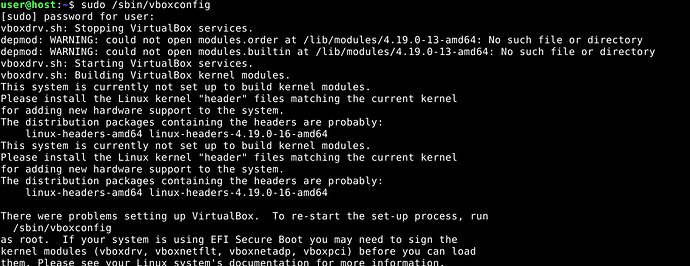 user@host:~$ sudo /sbin/vboxconfig
[sudo] password for user:
vboxdrv.sh: Stopping VirtualBox services.
depmod: WARNING: could not open modules.order at /lib/modules/4.19.0-13-amd64: No such file or directory
depmod: WARNING: could not open modules.builtin at /lib/modules/4.19.0-13-amd64: No such file or directory
vboxdrv.sh: Starting VirtualBox services.
vboxdrv.sh: Building VirtualBox kernel modules.
This system is currently not set up to build kernel modules.
Please install the Linux kernel "header" files matching the current kernel
for adding new hardware support to the system.
The distribution packages containing the headers are probably:
    linux-headers-amd64 linux-headers-4.19.0-16-amd64
This system is currently not set up to build kernel modules.
Please install the Linux kernel "header" files matching the current kernel
for adding new hardware support to the system.
The distribution packages containing the headers are probably:
    linux-headers-amd64 linux-headers-4.19.0-16-amd64

There were problems setting up VirtualBox.  To re-start the set-up process, run
  /sbin/vboxconfig
as root.  If your system is using EFI Secure Boot you may need to sign the
kernel modules (vboxdrv, vboxnetflt, vboxnetadp, vboxpci) before you can load
them. Please see your Linux system's documentation for more information.